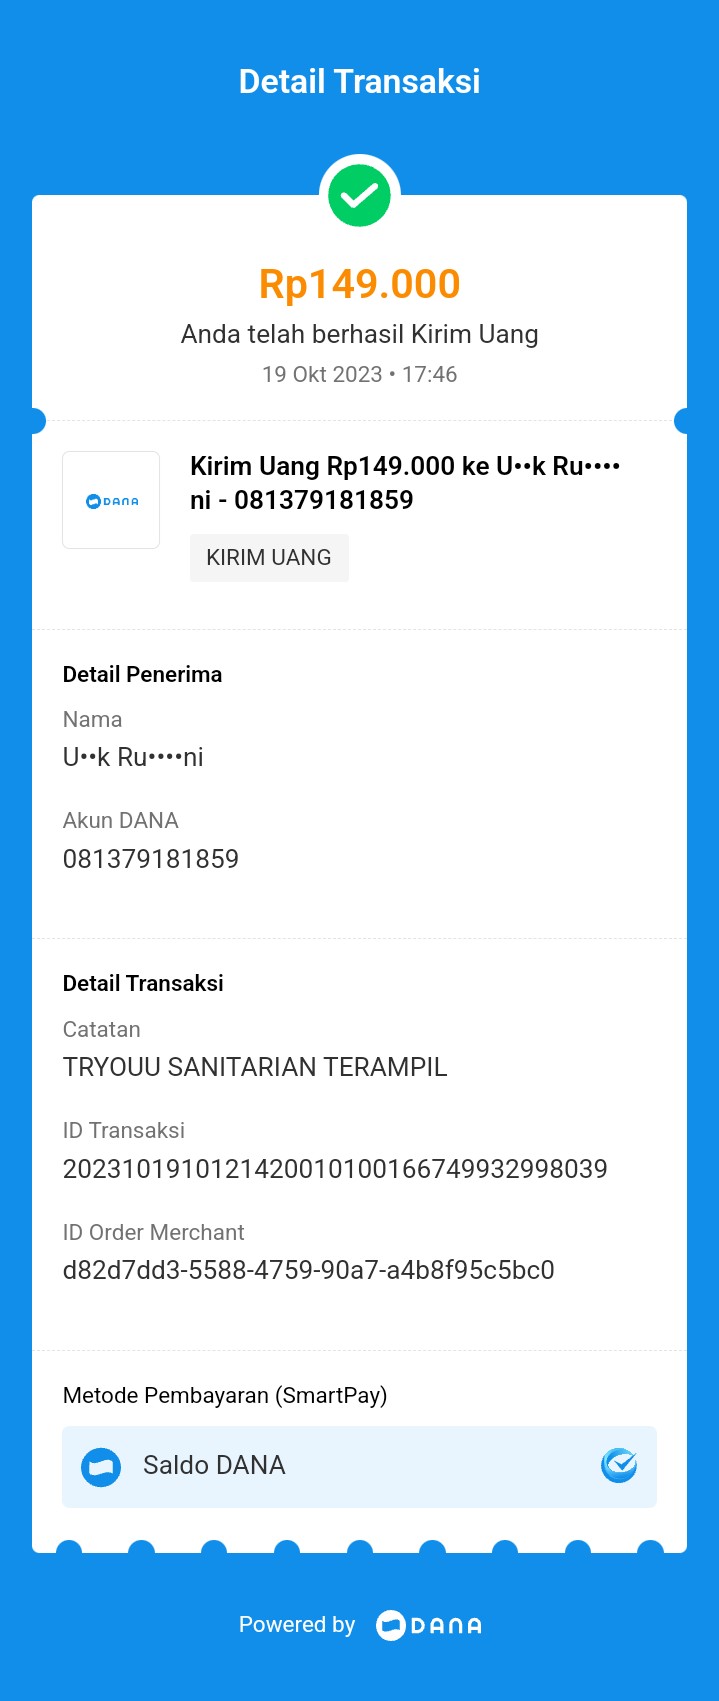 Detail Transaksi
Rp149.000
Anda telah berhasil Kirim Uang
19 Okt 2023 • 17:46
DANA
Kirim Uang Rp149.000 ke U••k Ru••••
ni - 081379181859
KIRIM UANG
Detail Penerima
Nama
U••k Ru••••ni
Akun DANA
081379181859
Detail Transaksi
Catatan
TRYOUU SANITARIAN TERAMPIL
ID Transaksi
2023101910121420010100166749932998039
ID Order Merchant
d82d7dd3-5588-4759-90a7-a4b8f95c5bc0
Metode Pembayaran (SmartPay)
Saldo DANA
Powered by DANA